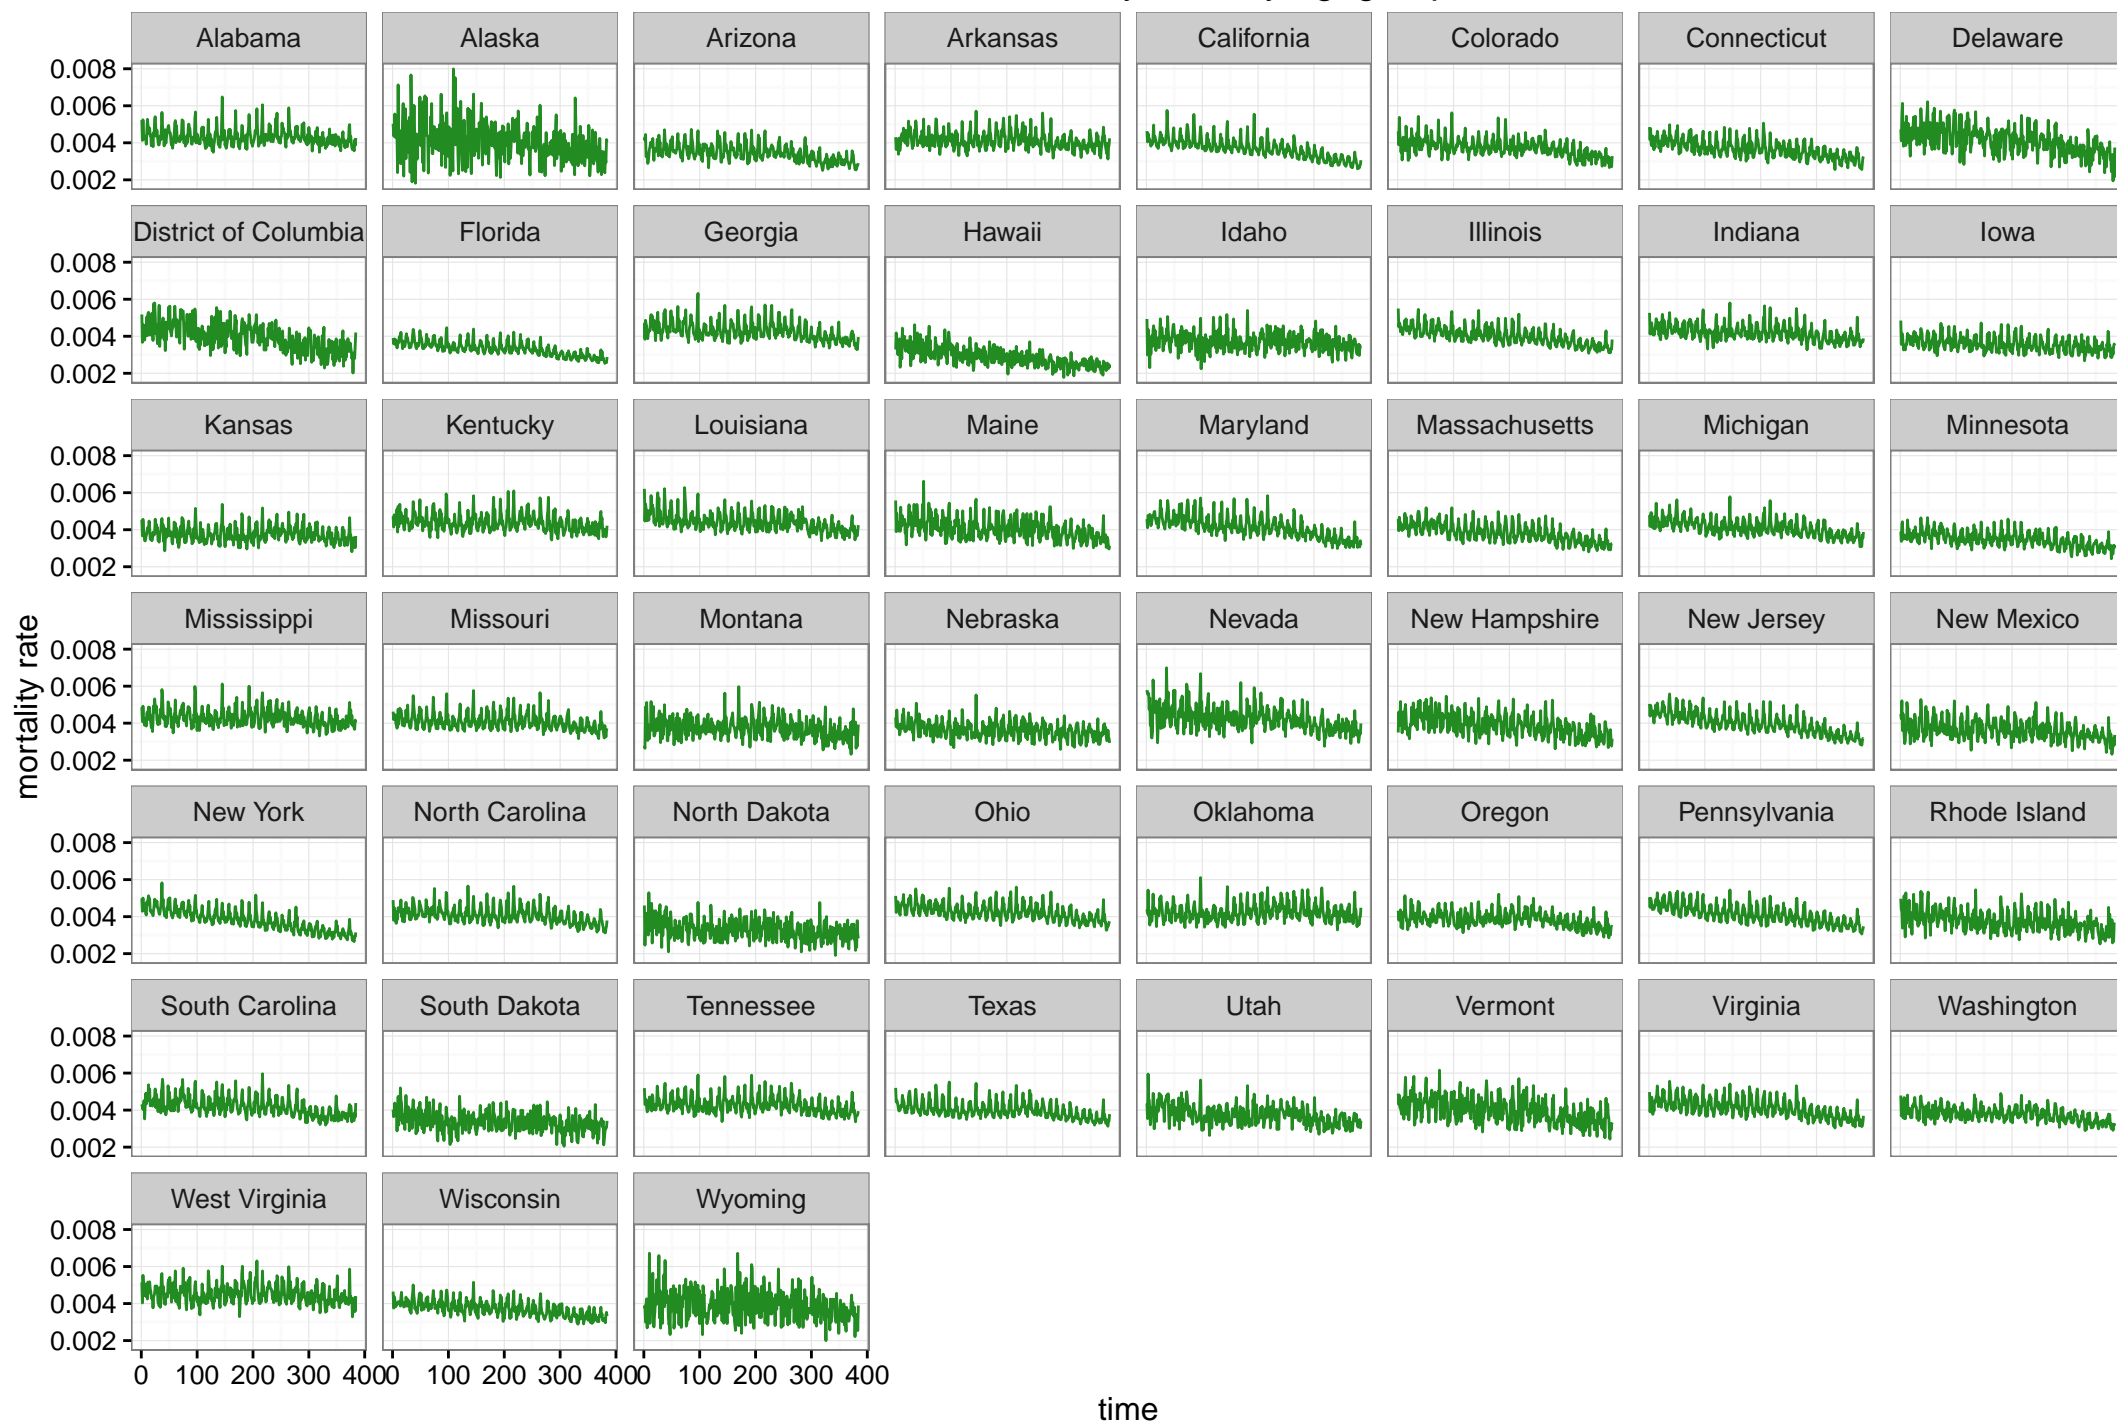 Alabama Alaska Arizona Arkansas California Colorado Connecticut Delaware
0.008
0.006
0.004
0.002
District of Columbia Florida Georgia Hawaii Idaho Illinois Indiana Iowa
0.008
0.006
0.004
0.002
Kansas Kentucky Louisiana Maine Maryland Massachusetts Michigan Minnesota
0.008
0.006
0.004
0.002
mortality rate
Mississippi Missouri Montana Nebraska Nevada New Hampshire New Jersey New Mexico
0.008
0.006
0.004
0.002
New York North Carolina North Dakota Ohio Oklahoma Oregon Pennsylvania Rhode Island
0.008
0.006
0.004
0.002
South Carolina South Dakota Tennessee Texas Utah Vermont Virginia Washington
0.008
0.006
0.004
0.002
West Virginia Wisconsin Wyoming
0.008
0.006
0.004
0.002
0 100 200 300 400 0 100 200 300 400 0 100 200 300 400
time